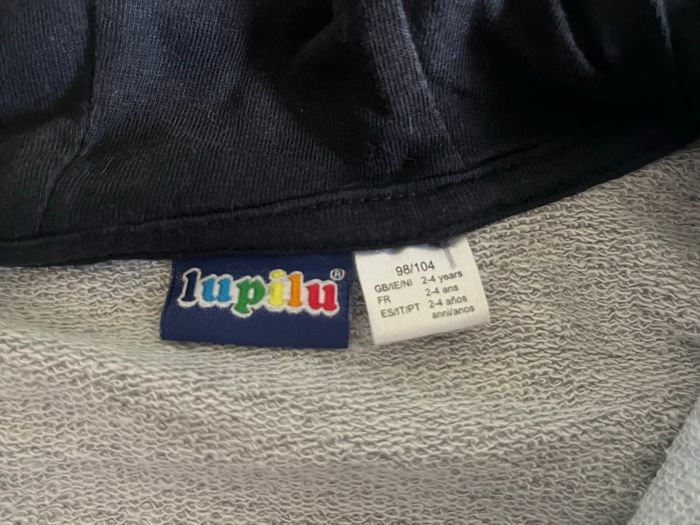 lupilu®
98/104
GB/IE/NI 2-4 years
FR 2-4 ans
ES/IT/PT 2-4 años
anni/anos